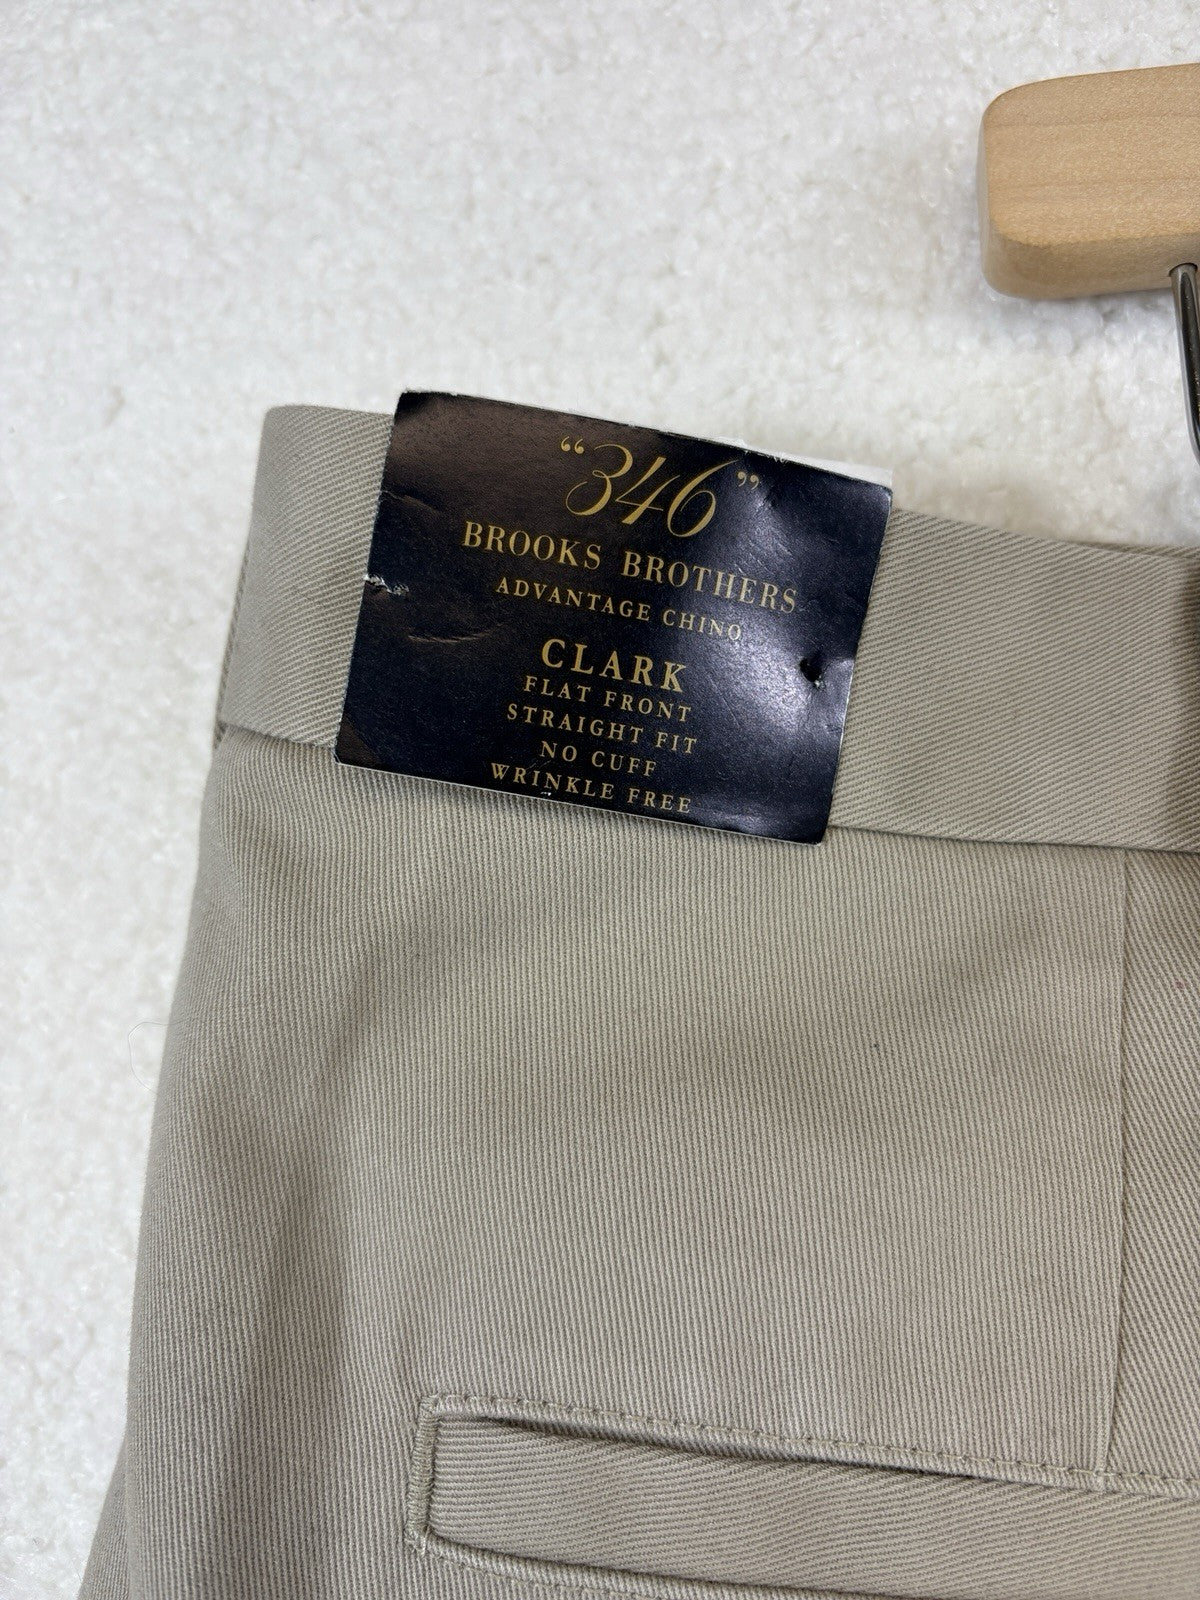 “346”
BROOKS BROTHERS
ADVANTAGE CHINO
CLARK
FLAT FRONT
STRAIGHT FIT
NO CUFF
WRINKLE FREE